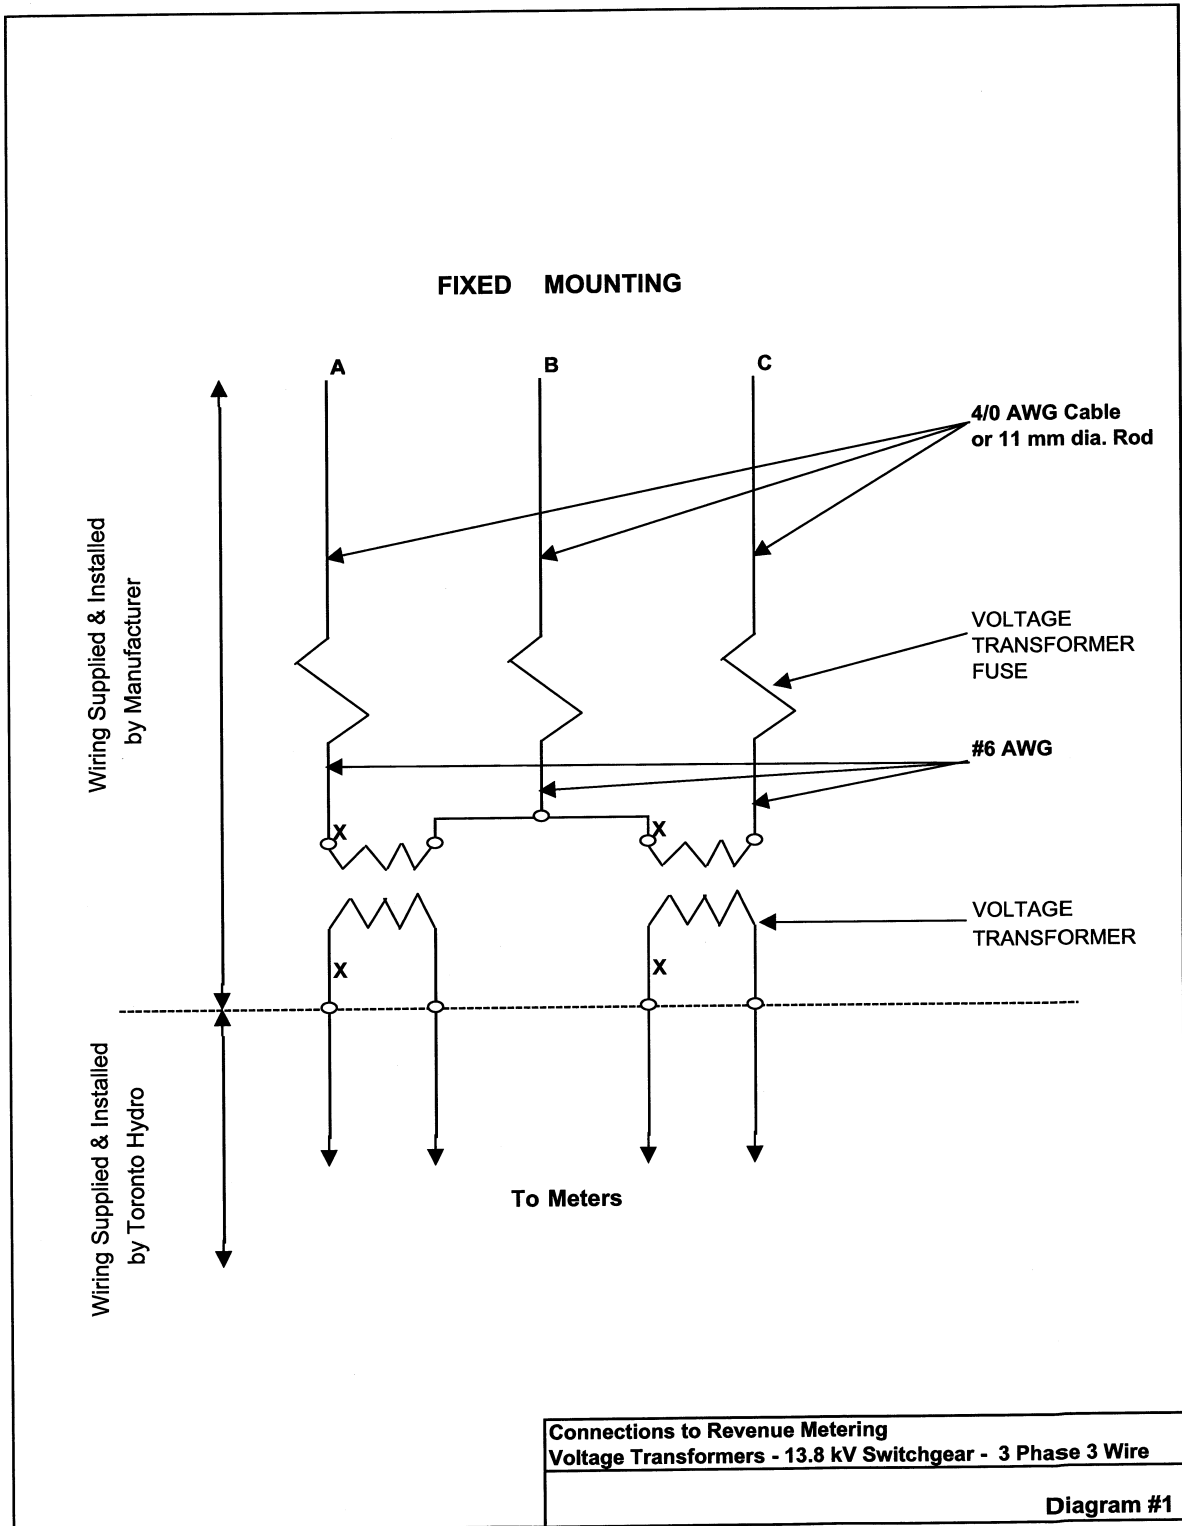 FIXED MOUNTING
A
B
C
4/0 AWG Cable
or 11 mm dia. Rod
Wiring Supplied & Installed
by Manufacturer
VOLTAGE
TRANSFORMER
FUSE
#6 AWG
X
X
VOLTAGE
TRANSFORMER
X
X
Wiring Supplied & Installed
by Toronto Hydro
To Meters
Connections to Revenue Metering
Voltage Transformers - 13.8 kV Switchgear - 3 Phase 3 Wire
Diagram #1